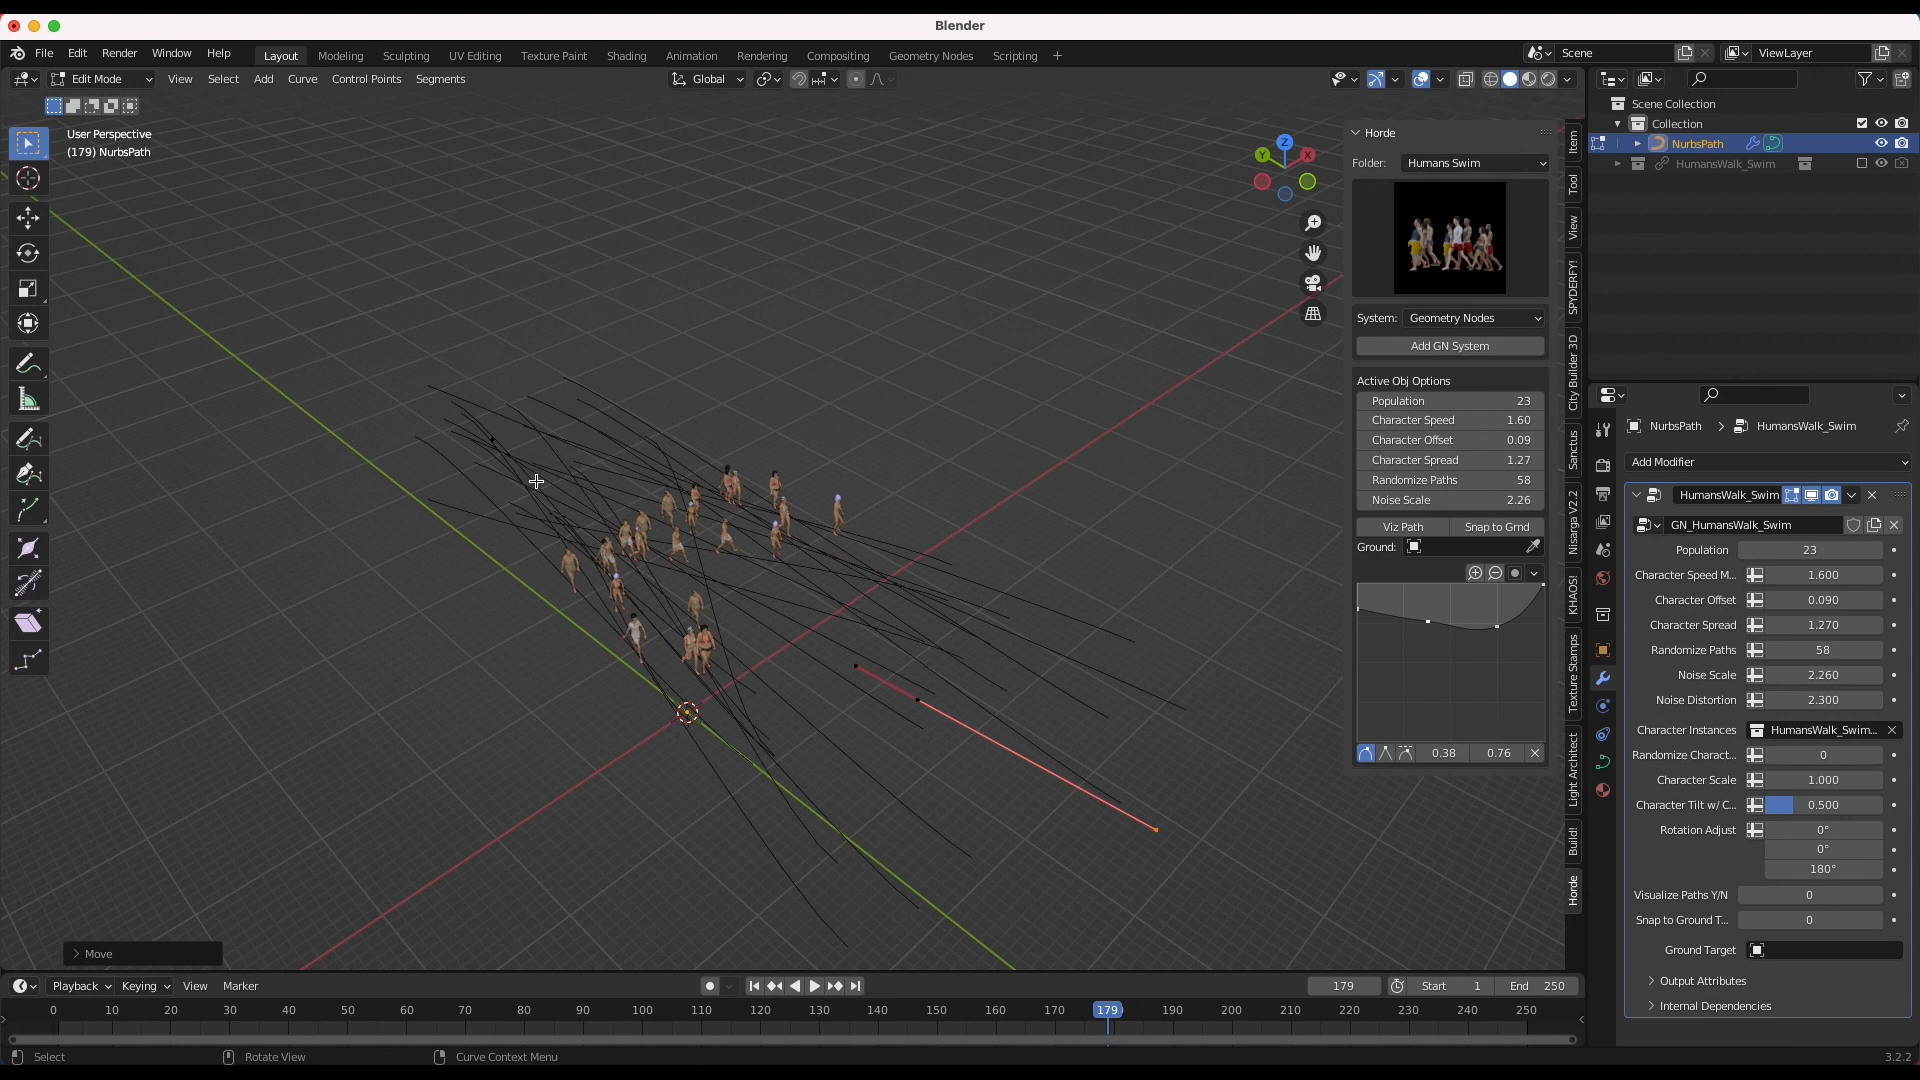 Blender
File Edit Render Window Help Layout Modeling Sculpting UV Editing Texture Paint Shading Animation Rendering Compositing Geometry Nodes Scripting + Scene ViewLayer
Edit Mode View Select Add Curve Control Points Segments Global
User Perspective
(179) NurbsPath
Z
Y
X
Horde
Folder: Humans Swim
System: Geometry Nodes
Add GN System
Active Obj Options
Population 23
Character Speed 1.60
Character Offset 0.09
Character Spread 1.27
Randomize Paths 58
Noise Scale 2.26
Viz Path Snap to Grnd
Ground:
0.38 0.76
Item
Tool
View
SPYDERFY!
City Builder 3D
Sanctus
Nisarga V2.2
KHAOS!
Texture Stamps
Light Architect
Build!
Horde
Scene Collection
Collection
NurbsPath
HumansWalk_Swim
NurbsPath HumansWalk_Swim
Add Modifier
HumansWalk_Swim
GN_HumansWalk_Swim
Population 23
Character Speed M... 1.600
Character Offset 0.090
Character Spread 1.270
Randomize Paths 58
Noise Scale 2.260
Noise Distortion 2.300
Character Instances HumansWalk_Swim...
Randomize Charact... 0
Character Scale 1.000
Character Tilt w/ C... 0.500
Rotation Adjust 0°
0°
180°
Visualize Paths Y/N 0
Snap to Ground T... 0
Ground Target
Output Attributes
Internal Dependencies
Move
Playback Keying View Marker 179 Start 1 End 250
0 10 20 30 40 50 60 70 80 90 100 110 120 130 140 150 160 170 179 190 200 210 220 230 240 250
Select Rotate View Curve Context Menu 3.2.2